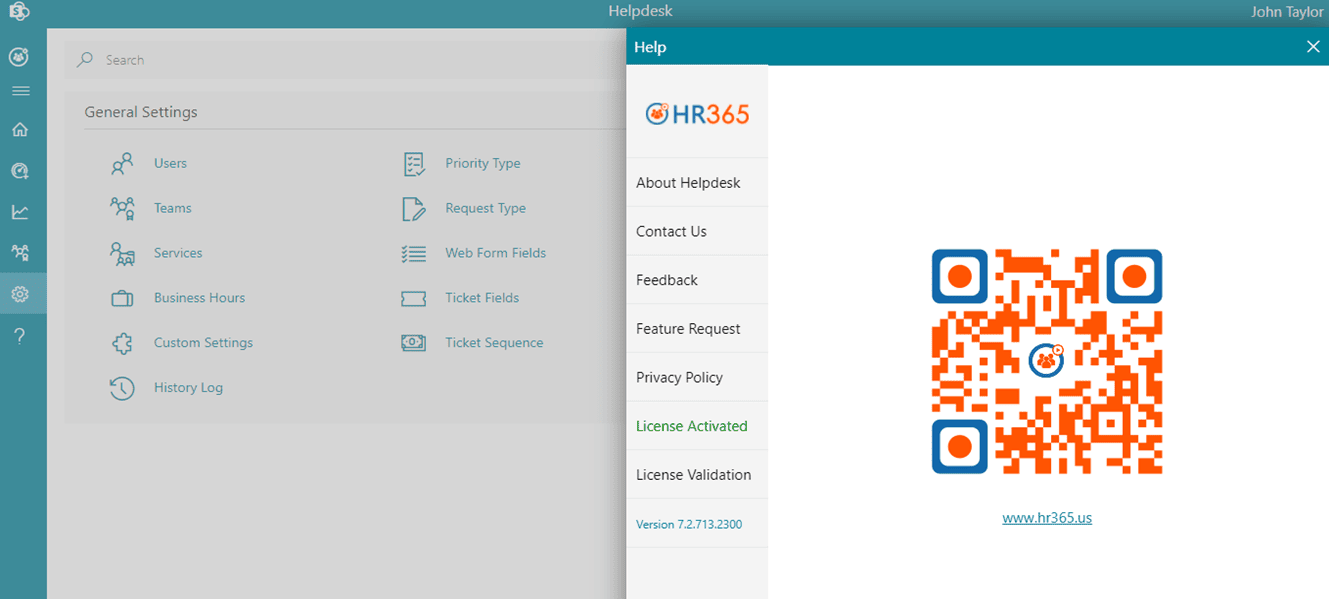 Helpdesk
John Taylor
Search
General Settings
Users
Priority Type
Teams
Request Type
Services
Web Form Fields
Business Hours
Ticket Fields
Custom Settings
Ticket Sequence
History Log
Help
HR365
About Helpdesk
Contact Us
Feedback
Feature Request
Privacy Policy
License Activated
License Validation
Version 7.2.713.2300
www.hr365.us